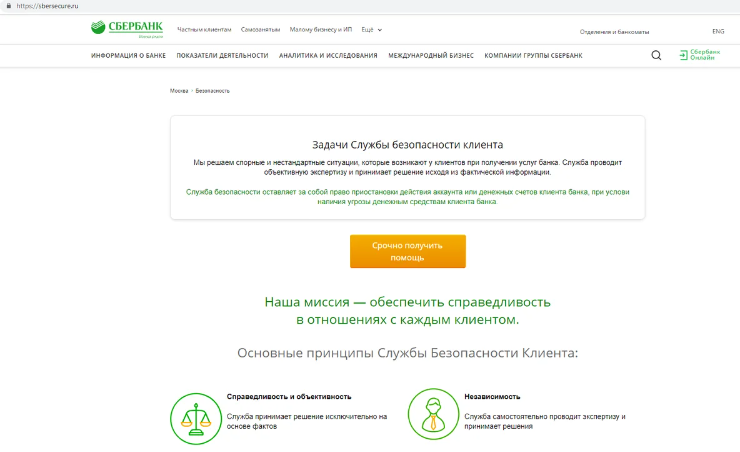 https://sbersecure.ru
СБЕРБАНК
Всегда рядом
Частным клиентам Самозанятым Малому бизнесу и ИП Ещё
Отделения и банкоматы ENG
ИНФОРМАЦИЯ О БАНКЕ ПОКАЗАТЕЛИ ДЕЯТЕЛЬНОСТИ АНАЛИТИКА И ИССЛЕДОВАНИЯ МЕЖДУНАРОДНЫЙ БИЗНЕС КОМПАНИИ ГРУППЫ СБЕРБАНК
Сбербанк
Онлайн
Москва Безопасность
Задачи Службы безопасности клиента
Мы решаем спорные и нестандартные ситуации, которые возникают у клиентов при получении услуг банка. Служба проводит
объективную экспертизу и принимает решение исходя из фактической информации.
Служба безопасности оставляет за собой право приостановки действия аккаунта или денежных счетов клиента банка, при услови
наличия угрозы денежным средствам клиента банка.
Срочно получить
помощь
Наша миссия — обеспечить справедливость
в отношениях с каждым клиентом.
Основные принципы Службы Безопасности Клиента:
Справедливость и объективность
Служба принимает решение исключительно на
основе фактов
Независимость
Служба самостоятельно проводит экспертизу и
принимает решения